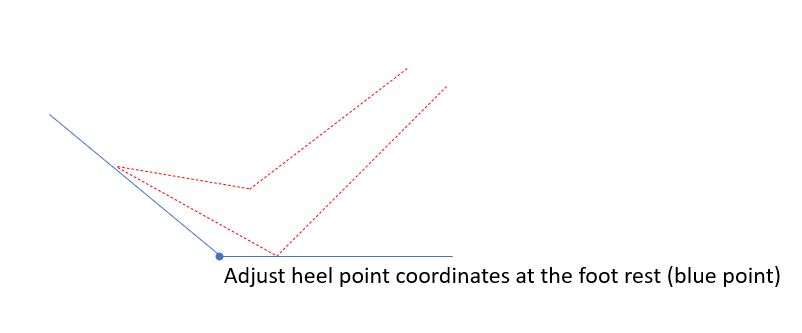 Adjust heel point coordinates at the foot rest (blue point)